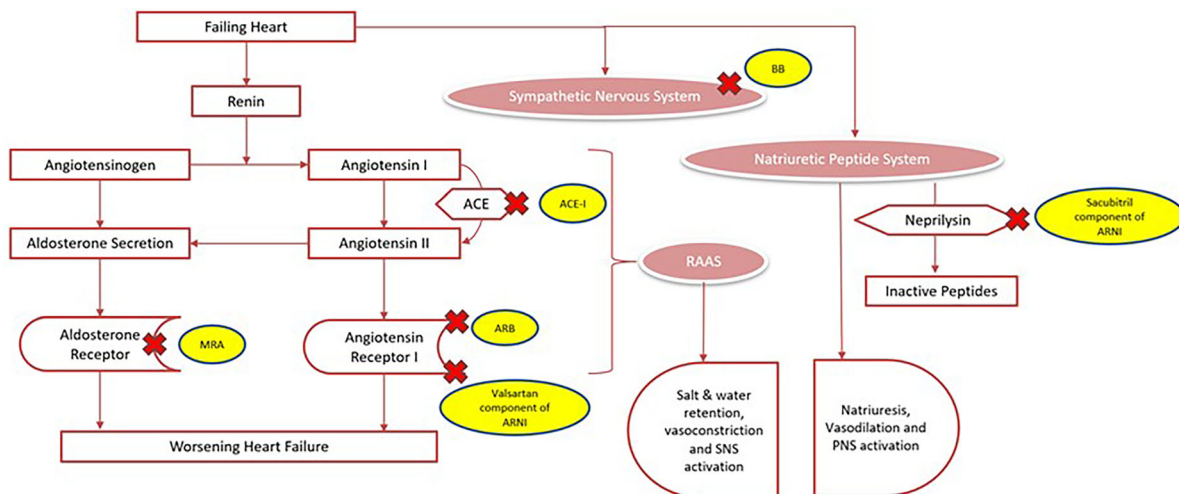 Failing Heart
BB
Sympathetic Nervous System
Renin
Angiotensinogen
Angiotensin I
Natriuretic Peptide System
ACE
ACE-I
Neprilysin
Sacubitril
component of
ARNI
Aldosterone Secretion
Angiotensin II
RAAS
Inactive Peptides
Aldosterone
Receptor
MRA
Angiotensin
Receptor I
ARB
Valsartan
component of
ARNI
Salt & water
retention,
vasoconstriction
and SNS
activation
Natriuresis,
Vasodilation and
PNS activation
Worsening Heart Failure